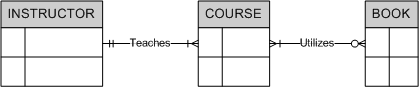 INSTRUCTOR
COURSE
BOOK
Teaches
Utilizes